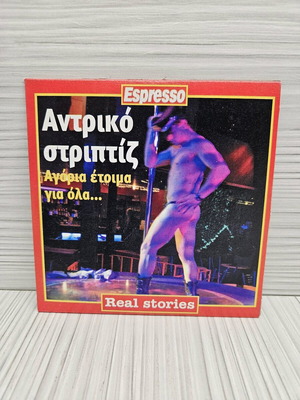 Espresso
Αντρικό
στριπτίζ
Αγόρια έτοιμα
για όλα...
Real stories